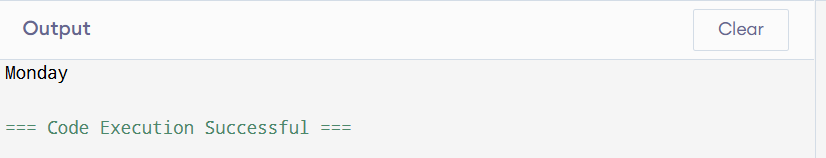 Output
Clear
Monday
=== Code Execution Successful ===